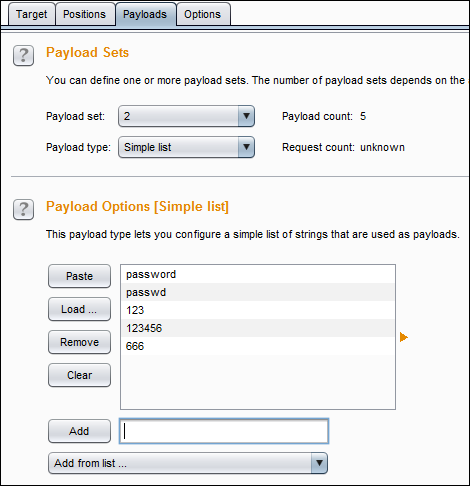 Target Positions Payloads Options
? Payload Sets
You can define one or more payload sets. The number of payload sets depends on the
Payload set: 2 Payload count: 5
Payload type: Simple list Request count: unknown
? Payload Options [Simple list]
This payload type lets you configure a simple list of strings that are used as payloads.
Paste password
passwd
Load ... 123
123456
Remove 666
Clear
Add
Add from list ...